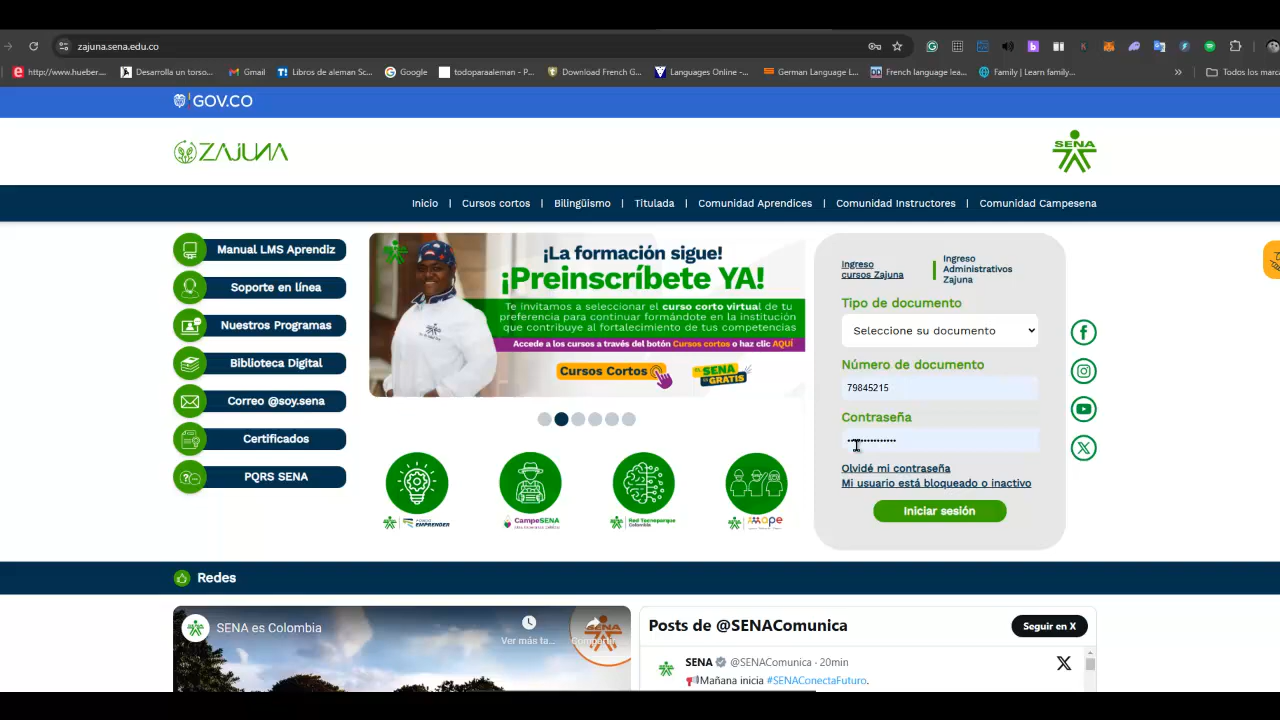 zajuna.sena.edu.co
http://www.hueber....
Desarrolla un torso...
Gmail
Libros de aleman Sc...
Google
todoparaaleman - P...
Download French G...
Languages Online -...
German Language L...
French language lea...
Family | Learn family...
»
Todos los marc
GOV.CO
ZAJUNA
SENA
Inicio | Cursos cortos | Bilingüismo | Titulada | Comunidad Aprendices | Comunidad Instructores | Comunidad Campesena
Manual LMS Aprendiz
Soporte en línea
Nuestros Programas
Biblioteca Digital
Correo @soy.sena
Certificados
PQRS SENA
¡La formación sigue!
¡Preinscríbete YA!
Te invitamos a seleccionar el curso corto virtual de tu
preferencia para continuar formándote en la institución
que contribuye al fortalecimiento de tus competencias
Accede a los cursos a través del botón Cursos cortos o haz clic AQUÍ
Cursos Cortos
EL SENA
ES GRATIS
EMPRENDER
CampeSENA
Red Tecnoparque
Colombia
Ingreso
cursos Zajuna
Ingreso
Administrativos
Zajuna
Tipo de documento
Seleccione su documento
Número de documento
79845215
Contraseña
Olvidé mi contraseña
Mi usuario está bloqueado o inactivo
Iniciar sesión
Redes
SENA es Colombia
Ver más ta...
Compartir
Posts de @SENAComunica
Seguir en X
SENA @SENAComunica · 20min
Mañana inicia #SENAConectaFuturo.